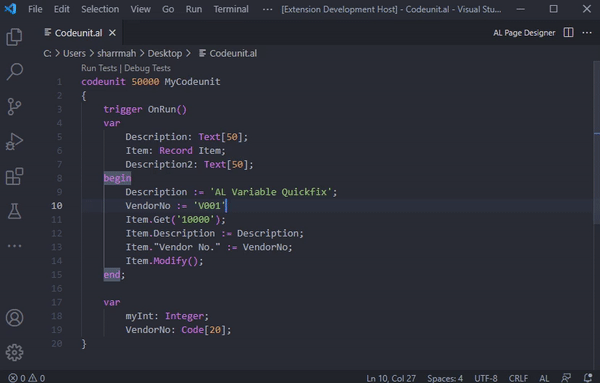 File Edit Selection View Go Run Terminal ... [Extension Development Host] - Codeunit.al - Visual Stu
Codeunit.al AL Page Designer ...
C: > Users > sharrmah > Desktop > Codeunit.al
Run Tests | Debug Tests
1 codeunit 50000 MyCodeunit
2 {
3 trigger OnRun()
4 var
5 Description: Text[50];
6 Item: Record Item;
7 Description2: Text[50];
8 begin
9 Description := 'AL Variable Quickfix';
10 VendorNo := 'V001'
11 Item.Get('10000');
12 Item.Description := Description;
13 Item."Vendor No." := VendorNo;
14 Item.Modify();
15 end;
16
17 var
18 myInt: Integer;
19 VendorNo: Code[20];
20 }
0 0 Ln 10, Col 27 Spaces: 4 UTF-8 CRLF AL